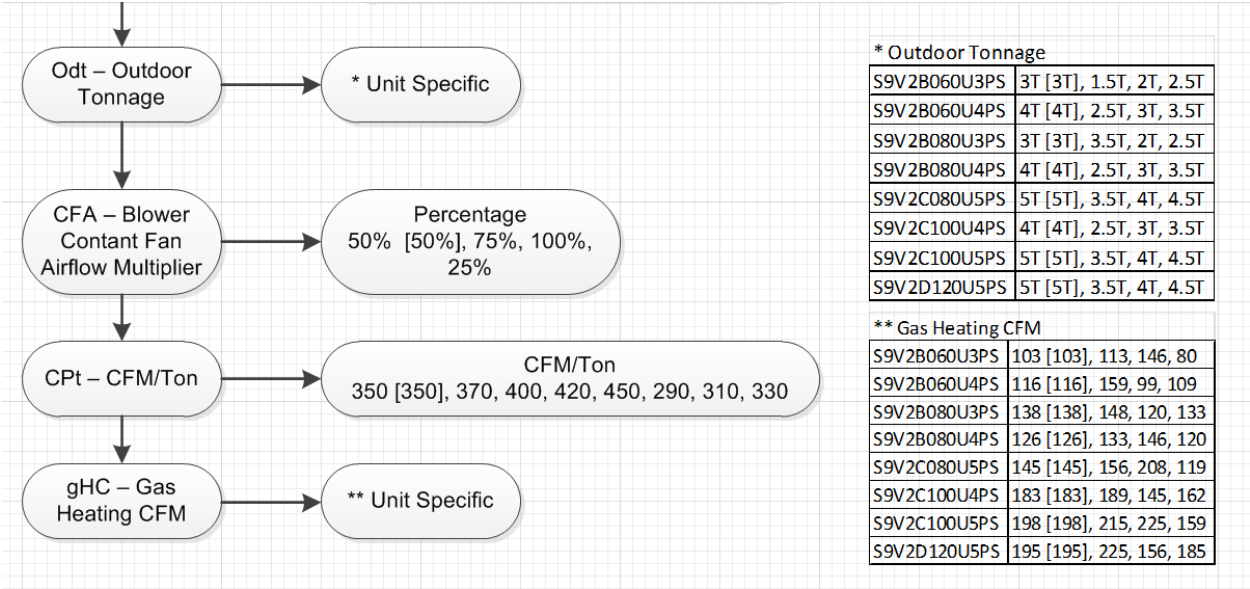 Odt – Outdoor
Tonnage
* Unit Specific
CFA – Blower
Contant Fan
Airflow Multiplier
Percentage
50% [50%], 75%, 100%,
25%
CPt – CFM/Ton
CFM/Ton
350 [350], 370, 400, 420, 450, 290, 310, 330
gHC – Gas
Heating CFM
** Unit Specific
* Outdoor Tonnage
S9V2B060U3PS 3T [3T], 1.5T, 2T, 2.5T
S9V2B060U4PS 4T [4T], 2.5T, 3T, 3.5T
S9V2B080U3PS 3T [3T], 3.5T, 2T, 2.5T
S9V2B080U4PS 4T [4T], 2.5T, 3T, 3.5T
S9V2C080U5PS 5T [5T], 3.5T, 4T, 4.5T
S9V2C100U4PS 4T [4T], 2.5T, 3T, 3.5T
S9V2C100U5PS 5T [5T], 3.5T, 4T, 4.5T
S9V2D120U5PS 5T [5T], 3.5T, 4T, 4.5T
** Gas Heating CFM
S9V2B060U3PS 103 [103], 113, 146, 80
S9V2B060U4PS 116 [116], 159, 99, 109
S9V2B080U3PS 138 [138], 148, 120, 133
S9V2B080U4PS 126 [126], 133, 146, 120
S9V2C080U5PS 145 [145], 156, 208, 119
S9V2C100U4PS 183 [183], 189, 145, 162
S9V2C100U5PS 198 [198], 215, 225, 159
S9V2D120U5PS 195 [195], 225, 156, 185